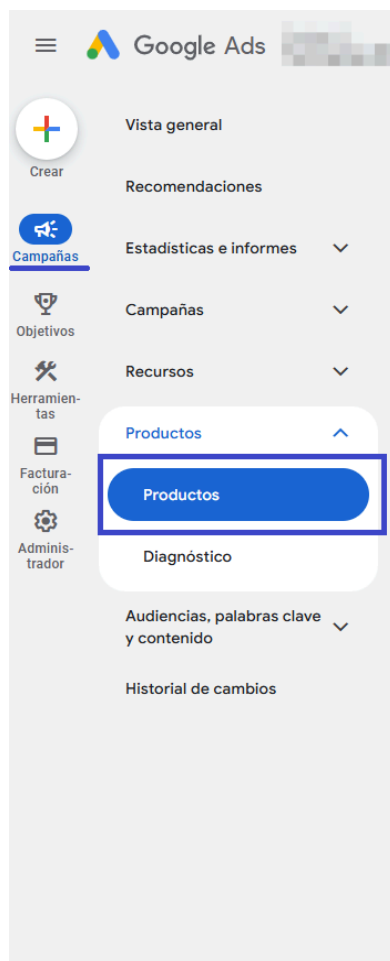 Google Ads
Crear
Campañas
Objetivos
Herramien-
tas
Factura-
ción
Adminis-
trador
Vista general
Recomendaciones
Estadísticas e informes
Campañas
Recursos
Productos
Productos
Diagnóstico
Audiencias, palabras clave
y contenido
Historial de cambios